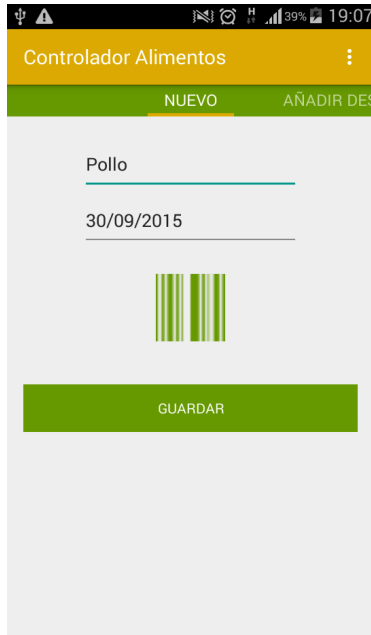 H 39% 19:07
Controlador Alimentos
NUEVO AÑADIR DES
Pollo
30/09/2015
GUARDAR